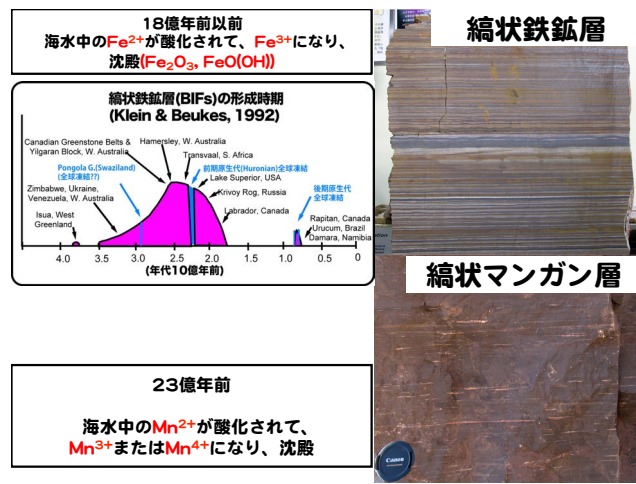 18億年前以前
海水中のFe2+が酸化されて、Fe3+になり、
沈殿(Fe2O3, FeO(OH))
縞状鉄鉱層
縞状鉄鉱層(BIFs)の形成時期
(Klein & Beukes, 1992)
Canadian Greenstone Belts &
Yilgaran Block, W. Australia
Hamersley, W. Australia
Transvaal, S. Africa
Pongola G.(Swaziland)
(全球凍結??)
前期原生代(Huronian)全球凍結
Lake Superior, USA
Zimbabwe, Ukraine,
Venezuela, W. Australia
Krivoy Rog, Russia
後期原生代
全球凍結
Isua, West
Greenland
Labrador, Canada
Rapitan, Canada
Urucum, Brazil
Damara, Namibia
4.0 3.5 3.0 2.5 2.0 1.5 1.0 0.5 0
(年代10億年前)
縞状マンガン層
23億年前
海水中のMn2+が酸化されて、
Mn3+またはMn4+になり、沈殿
Canon